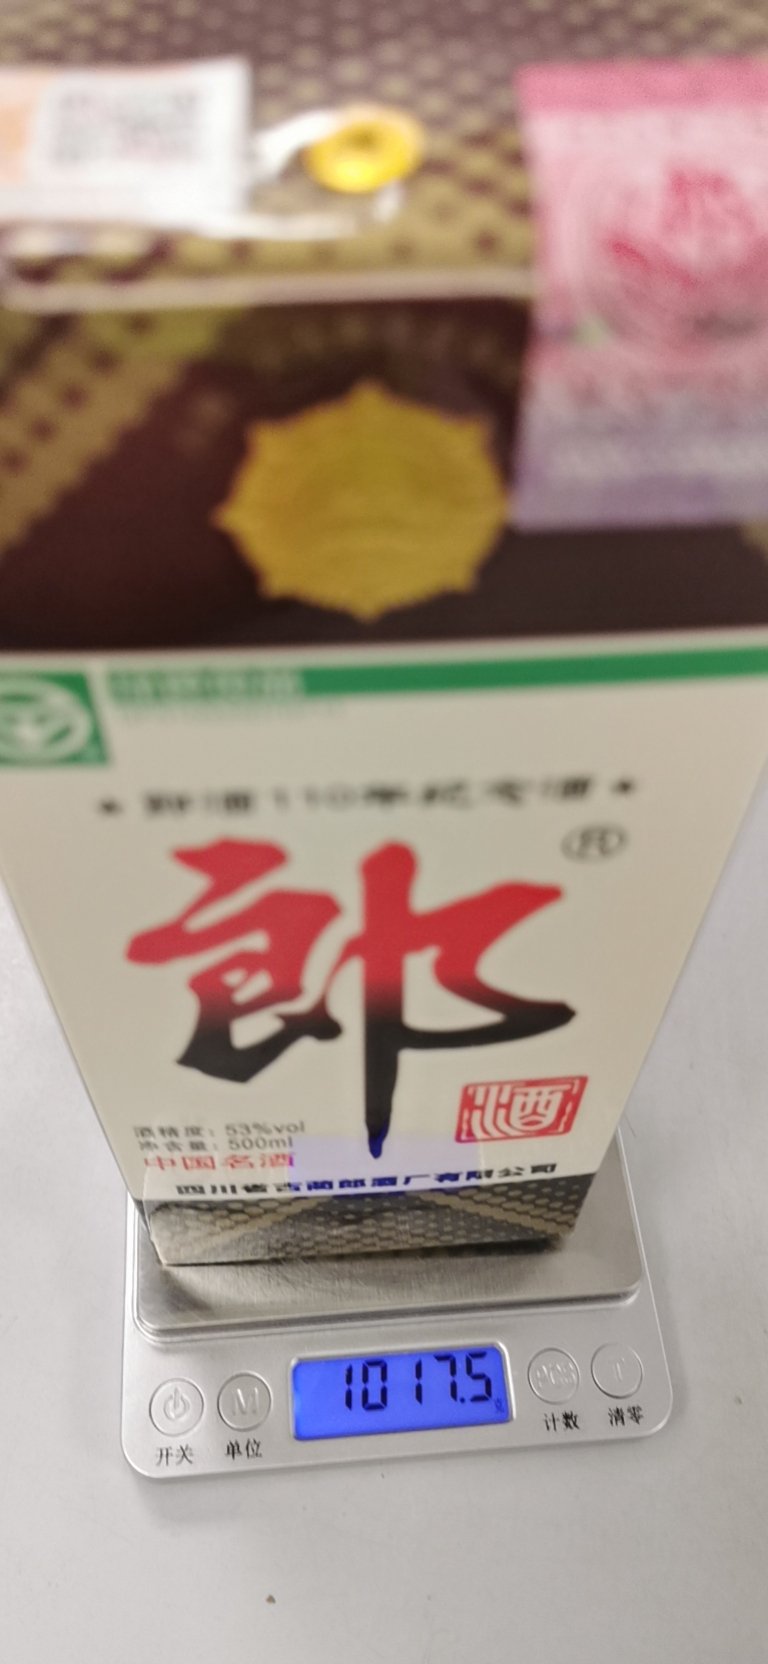 郎酒110年纪念酒
郎
®
酒
酒精度：53%vol
净含量：500ml
中国名酒
四川省古蔺郎酒厂有限公司
1017.5
克
M
PCS
T
开关
单位
计数
清零